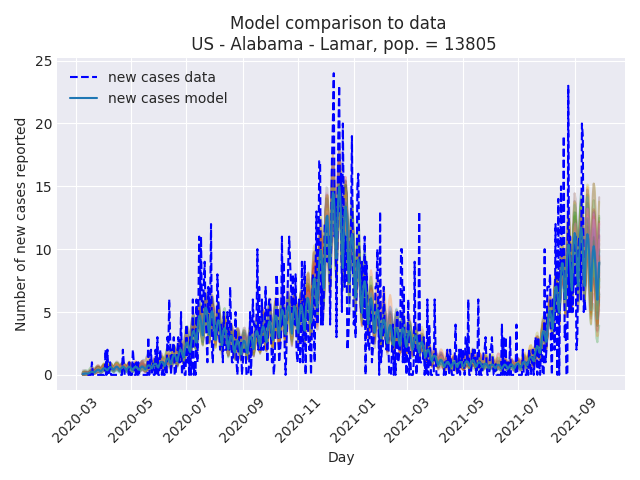 Model comparison to data
US - Alabama - Lamar, pop. = 13805
new cases data
new cases model
Number of new cases reported
25
20
15
10
5
0
2020-03
2020-05
2020-07
2020-09
2020-11
2021-01
2021-03
2021-05
2021-07
2021-09
Day